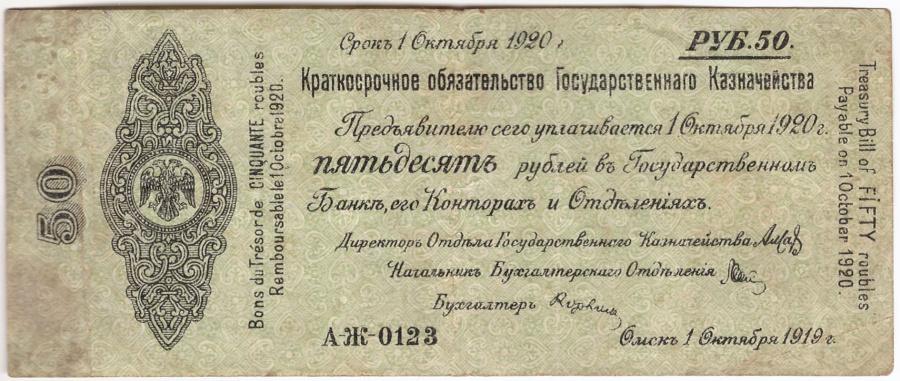 50
Bons du Trésor de CINQUANTE roubles
Remboursable le 1 Octobre 1920.
Срокъ 1 Октября 1920 г
РУБ. 50.
Краткосрочное обязательство Государственнаго Казначейства
Предъявителю сего уплачивается 1 Октября 1920 г.
пятьдесятъ рублей въ Государственномъ
Банкѣ, его Конторахъ и Отдѣленіяхъ.
Директоръ Отдѣла Государственнаго Казначейства
Начальникъ Бухгалтерскаго Отдѣленія
Бухгалтеръ
А-Ж-0123
Омскъ 1 Октября 1919 г.
Treasury Bill of FIFTY roubles
Payable on 1 October 1920.